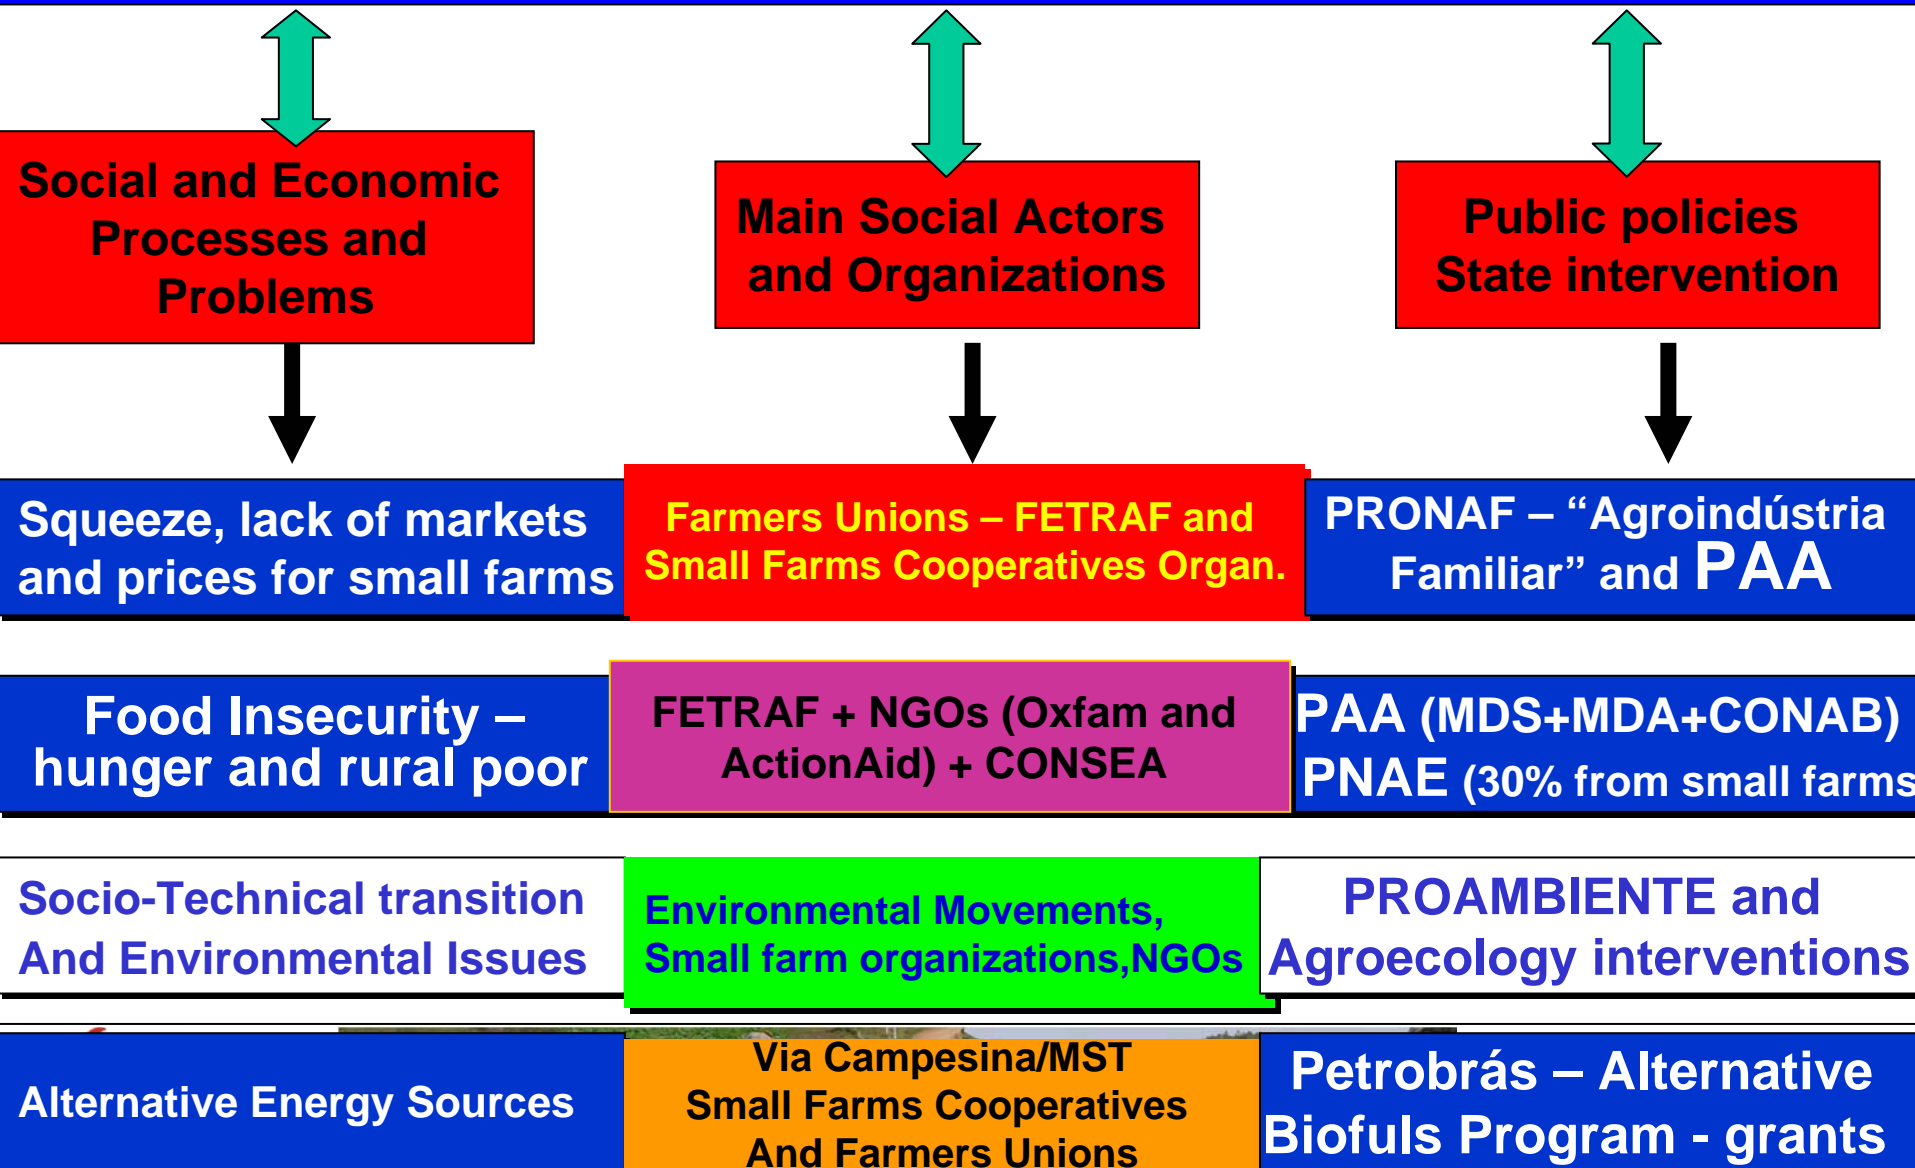 Social and Economic
Processes and
Problems
Main Social Actors
and Organizations
Public policies
State intervention
Squeeze, lack of markets
and prices for small farms
Farmers Unions – FETRAF and
Small Farms Cooperatives Organ.
PRONAF – “Agroindústria
Familiar” and PAA
Food Insecurity –
hunger and rural poor
FETRAF + NGOs (Oxfam and
ActionAid) + CONSEA
PAA (MDS+MDA+CONAB)
PNAE (30% from small farms
Socio-Technical transition
And Environmental Issues
Environmental Movements,
Small farm organizations,NGOs
PROAMBIENTE and
Agroecology interventions
Alternative Energy Sources
Via Campesina/MST
Small Farms Cooperatives
And Farmers Unions
Petrobrás – Alternative
Biofuls Program - grants